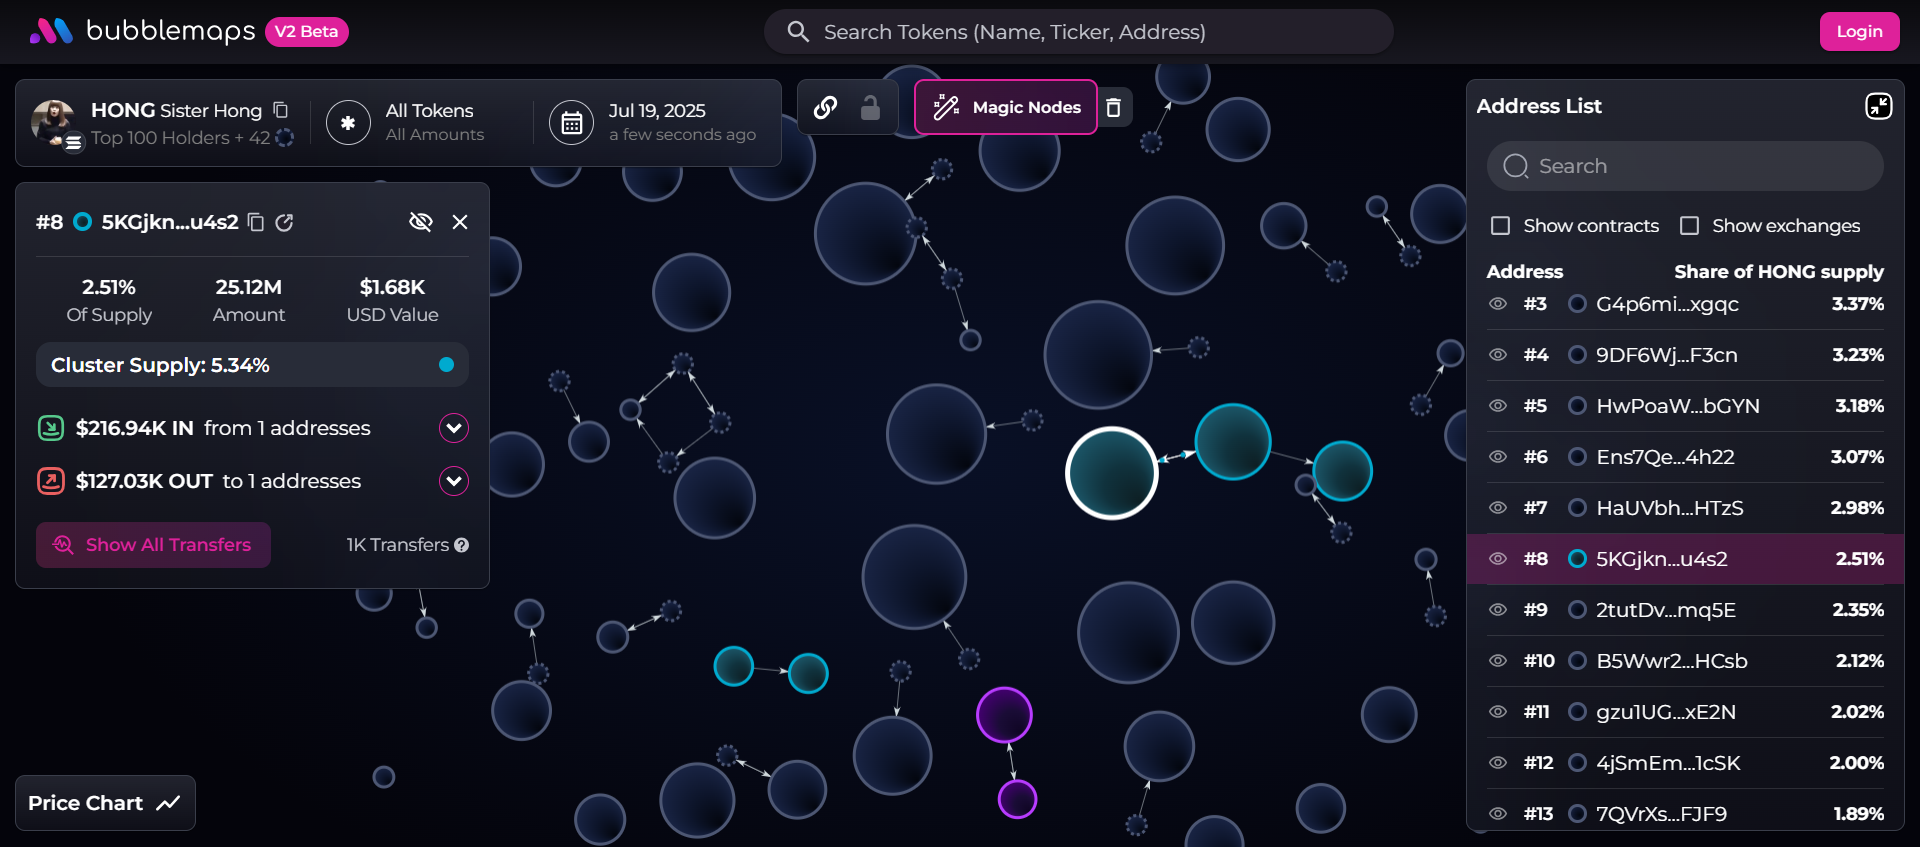 bubblemaps V2 Beta
Search Tokens (Name, Ticker, Address)
Login
HONG Sister Hong
Top 100 Holders + 42
All Tokens
All Amounts
Jul 19, 2025
a few seconds ago
Magic Nodes
#8 5KGjkn...u4s2
2.51% 25.12M $1.68K
Of Supply Amount USD Value
Cluster Supply: 5.34%
$216.94K IN from 1 addresses
$127.03K OUT to 1 addresses
Show All Transfers 1K Transfers ?
Price Chart
Address List
Search
Show contracts Show exchanges
Address Share of HONG supply
#3 G4p6mi...xgqc 3.37%
#4 9DF6Wj...F3cn 3.23%
#5 HwPoaW...bGYN 3.18%
#6 Ens7Qe...4h22 3.07%
#7 HaUVbh...HTzS 2.98%
#8 5KGjkn...u4s2 2.51%
#9 2tutDv...mq5E 2.35%
#10 B5Wwr2...HCsb 2.12%
#11 gzu1UG...xE2N 2.02%
#12 4jSmEm...1cSK 2.00%
#13 7QVrXs...FJF9 1.89%